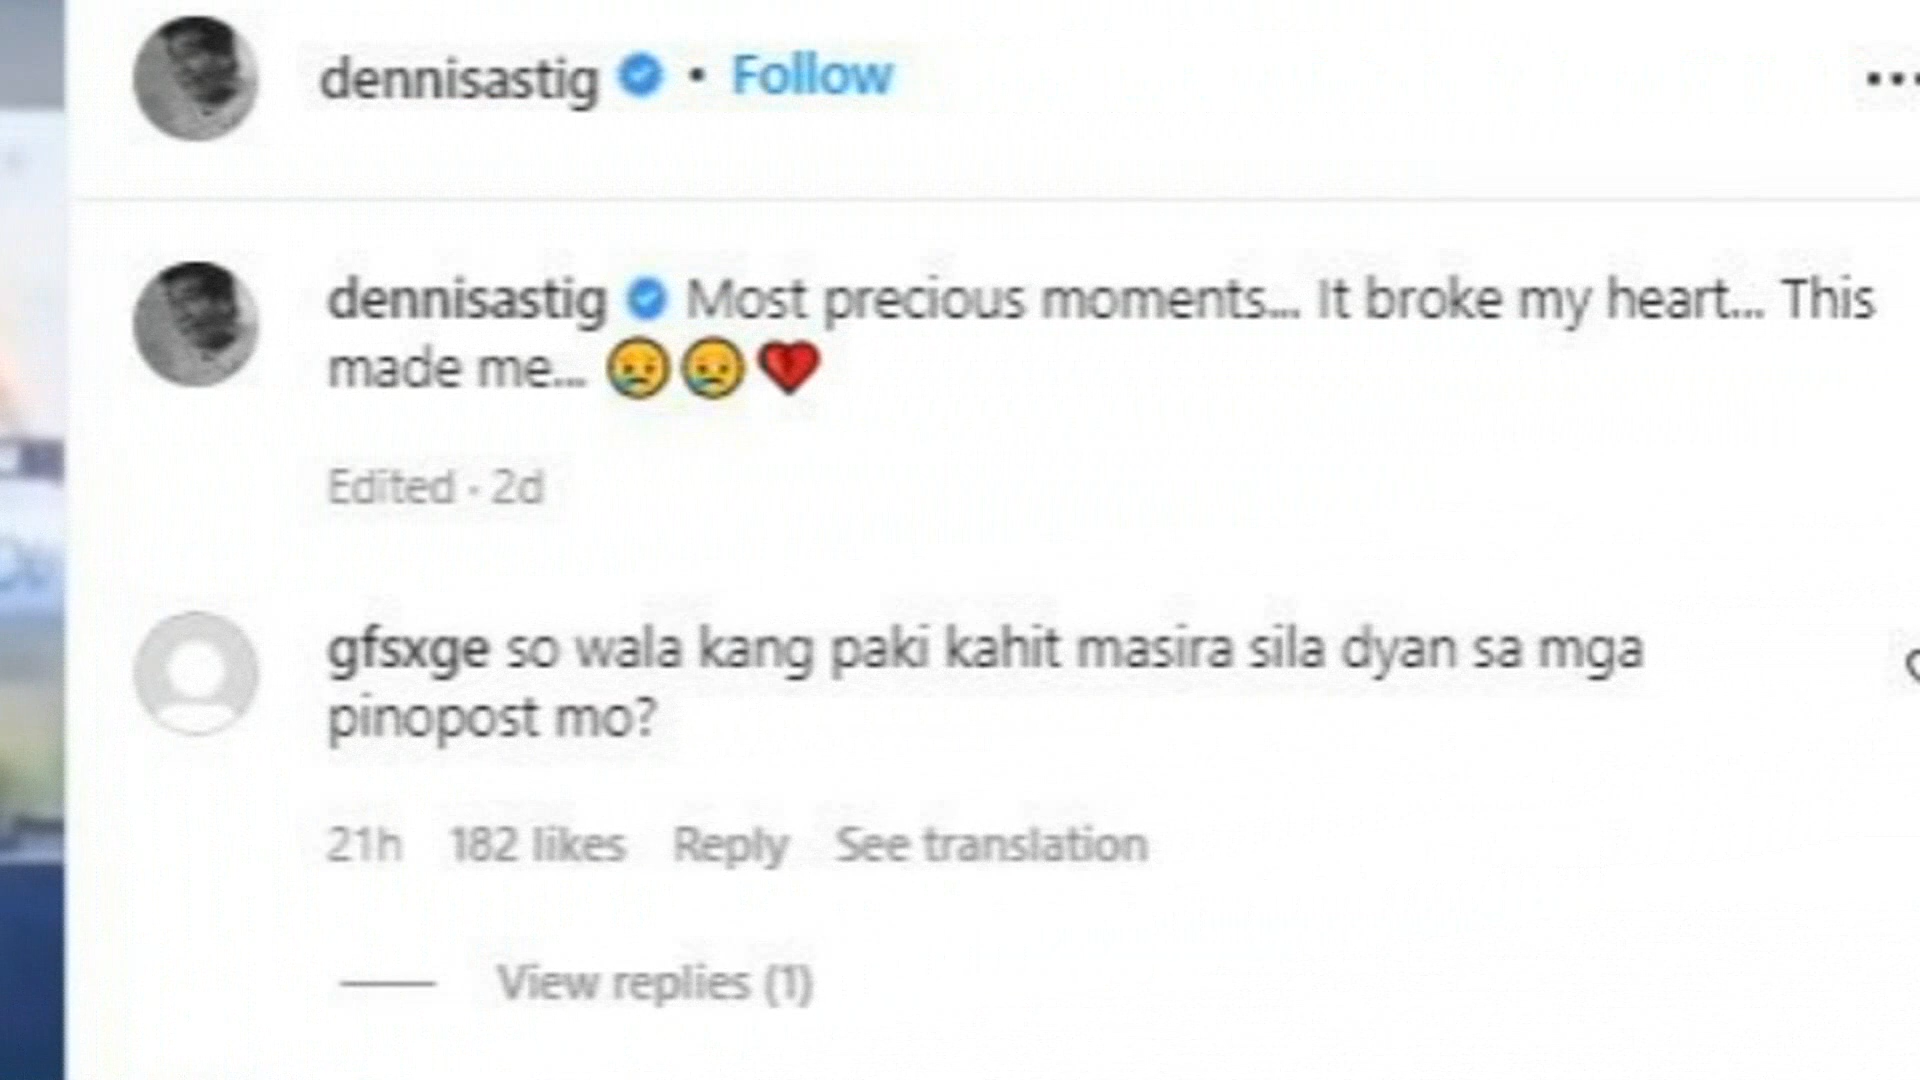 dennisastig • Follow
dennisastig Most precious moments... It broke my heart... This
made me... 😢😢💔
Edited · 2d
gfsxge so wala kang paki kahit masira sila dyan sa mga
pinopost mo?
21h 182 likes Reply See translation
View replies (1)